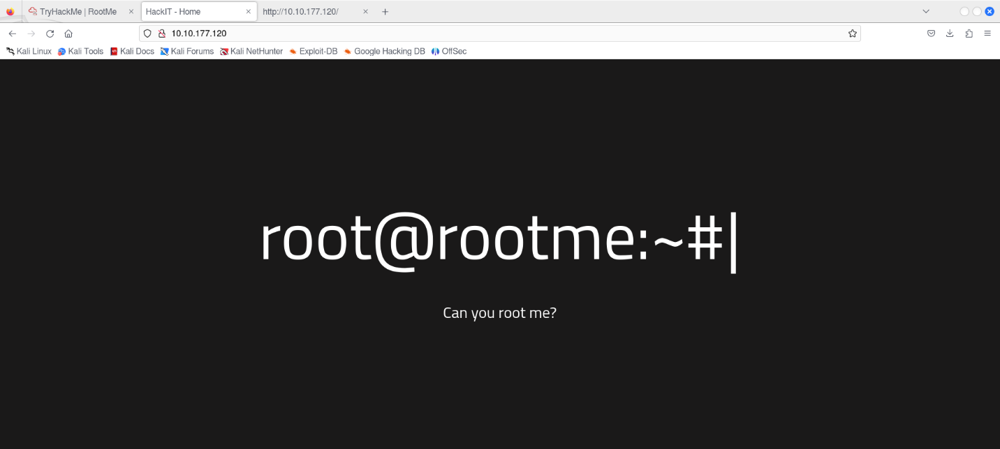 TryHackMe | RootMe
HackIT - Home
http://10.10.177.120/
10.10.177.120
Kali Linux Kali Tools Kali Docs Kali Forums Kali NetHunter Exploit-DB Google Hacking DB OffSec
root@rootme:~#|
Can you root me?